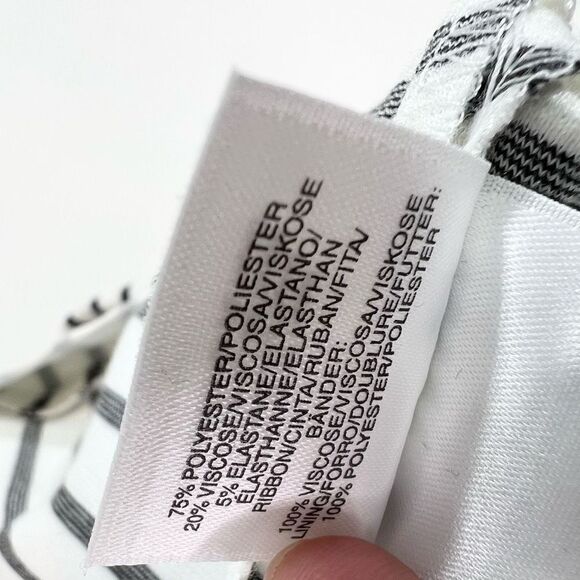 75% POLYESTER/POLIESTER
20% VISCOSE/VISCOSA/VISKOSE
5% ELASTANE/ELASTANO/
ÉLASTHANNE/ELASTHAN
RIBBON/CINTA/RUBAN/FITA/
BÄNDER:
100% VISCOSE/VISCOSA/VISKOSE
LINING/FORRO/DOUBLURE/FUTTER:
100% POLYESTER/POLIESTER